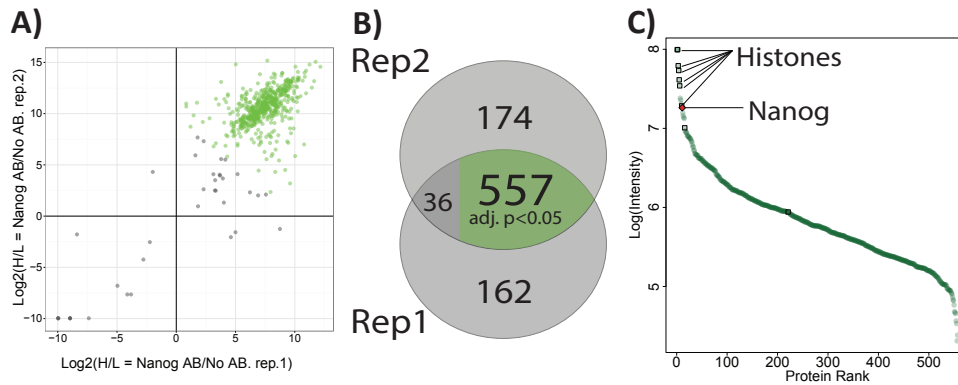 A)
Log2(H/L = Nanog AB/No AB. rep.2)
15
10
5
0
−5
−10
−10
−5
0
5
10
Log2(H/L = Nanog AB/No AB. rep.1)
B)
Rep2
174
36
557
adj. p<0.05
162
Rep1
C)
Log(Intensity)
8
7
6
5
Histones
Nanog
0
100
200
300
400
500
Protein Rank